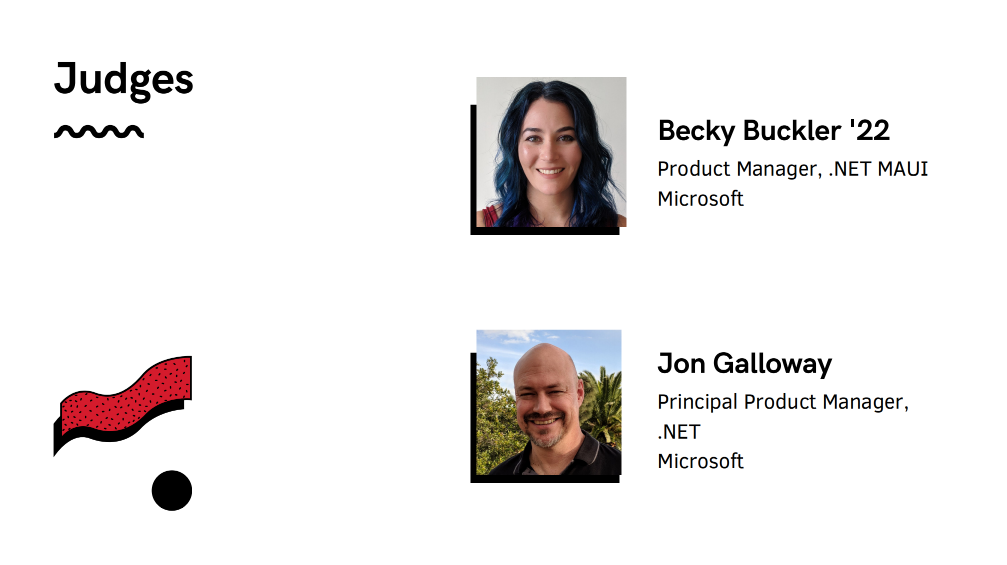 Judges
Becky Buckler '22
Product Manager, .NET MAUI
Microsoft
Jon Galloway
Principal Product Manager,
.NET
Microsoft